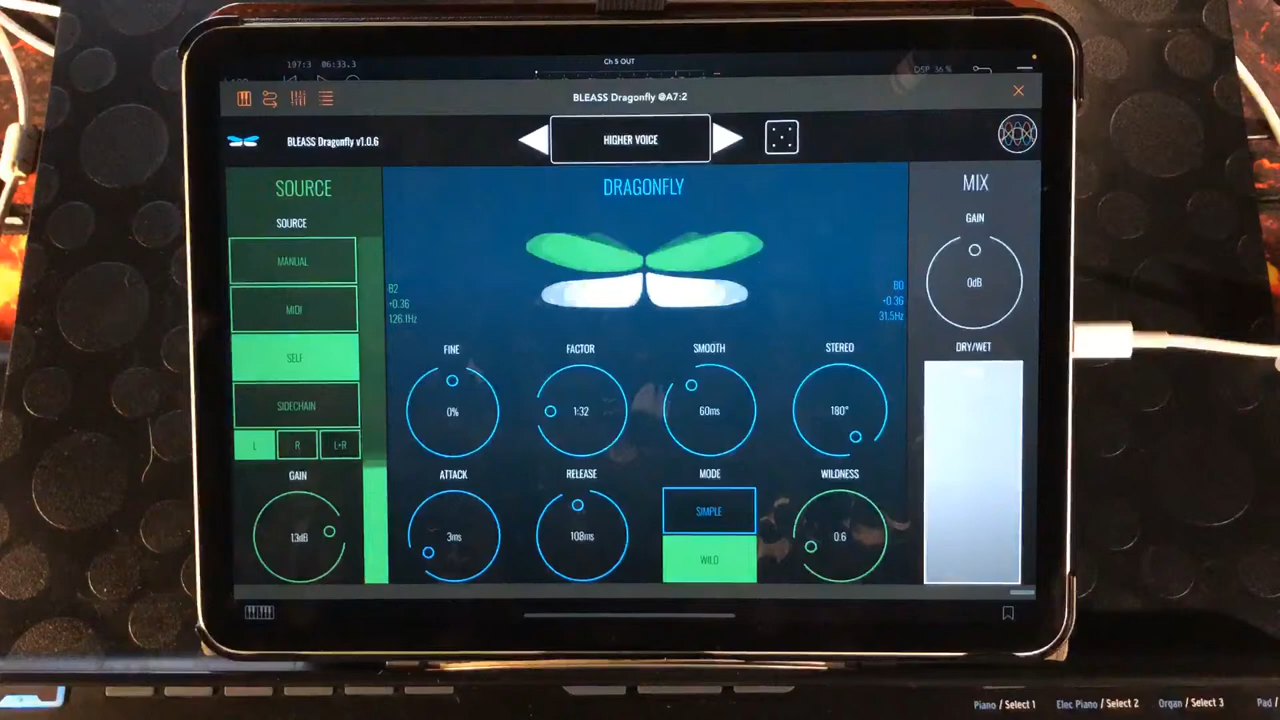 197:3 06:33.3
Ch 5 OUT
DSP 36 %
BLEASS Dragonfly @A7:2
BLEASS Dragonfly v1.0.6
HIGHER VOICE
SOURCE
DRAGONFLY
MIX
SOURCE
GAIN
MANUAL
0dB
MIDI
B2
+0.36
126.1Hz
B0
+0.36
31.5Hz
SELF
FINE
FACTOR
SMOOTH
STEREO
DRY/WET
0%
1:32
60ms
180°
SIDECHAIN
L
R
L+R
GAIN
ATTACK
RELEASE
MODE
WILDNESS
SIMPLE
3ms
108ms
0.6
WILD
Piano / Select 1
Elec Piano / Select 2
Organ / Select 3
Pad /